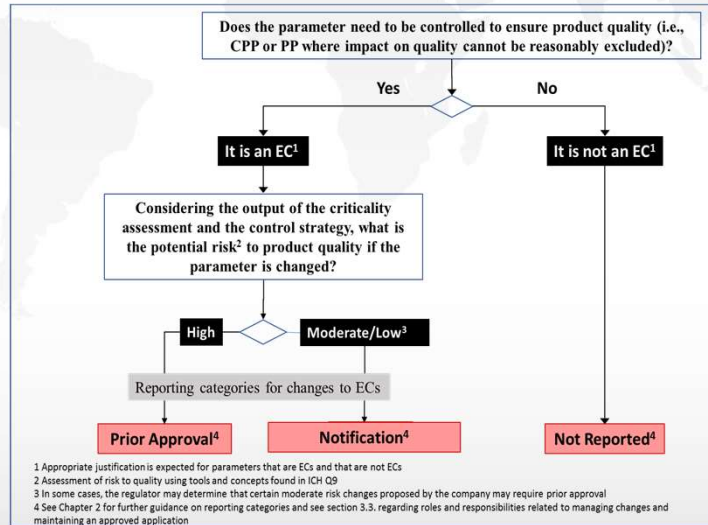 Does the parameter need to be controlled to ensure product quality (i.e.,
CPP or PP where impact on quality cannot be reasonably excluded)?
Yes
No
It is an EC¹
It is not an EC¹
Considering the output of the criticality
assessment and the control strategy, what is
the potential risk² to product quality if the
parameter is changed?
High
Moderate/Low³
Reporting categories for changes to ECs
Prior Approval⁴
Notification⁴
Not Reported⁴
1 Appropriate justification is expected for parameters that are ECs and that are not ECs
2 Assessment of risk to quality using tools and concepts found in ICH Q9
3 In some cases, the regulator may determine that certain moderate risk changes proposed by the company may require prior approval
4 See Chapter 2 for further guidance on reporting categories and see section 3.3. regarding roles and responsibilities related to managing changes and
maintaining an approved application